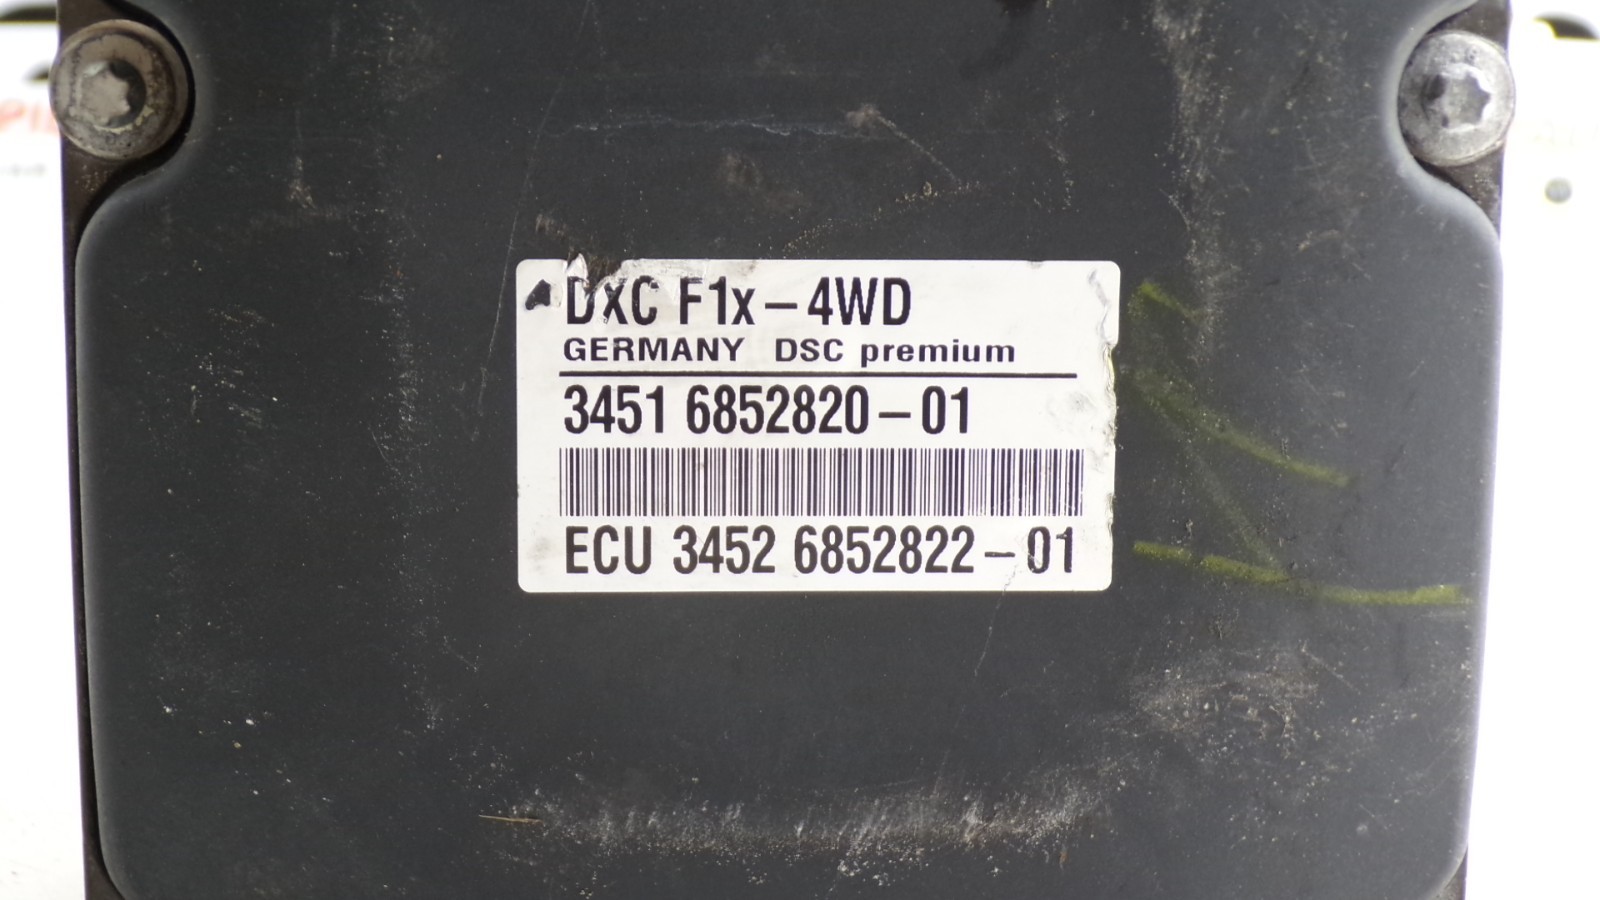 DXC F1x-4WD
GERMANY DSC premium
3451 6852820-01
ECU 3452 6852822-01